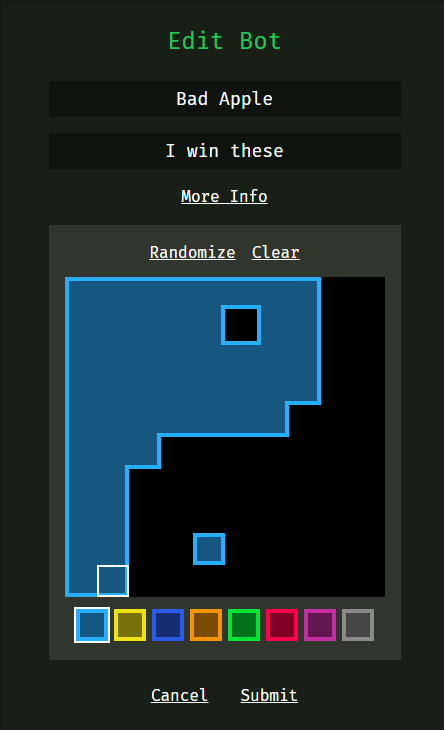 Edit Bot
Bad Apple
I win these
More Info
Randomize Clear
Cancel Submit